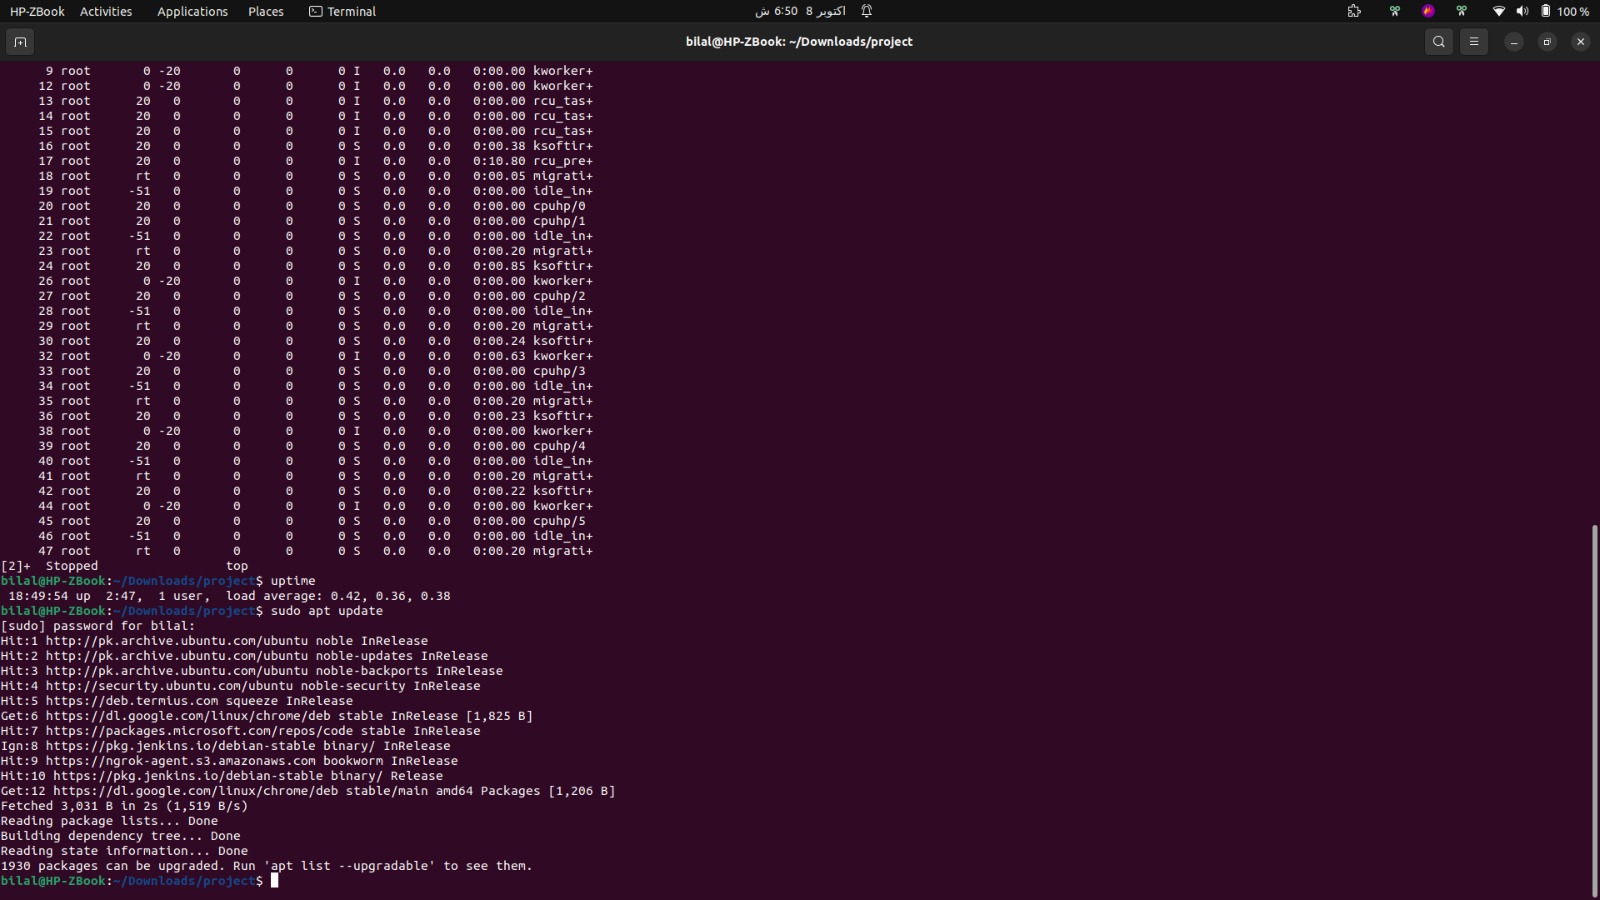 HP-ZBook Activities Applications Places Terminal اکتوبر 8 6:50 ش 100 %
bilal@HP-ZBook: ~/Downloads/project
9 root 0 -20 0 0 0 I 0.0 0.0 0:00.00 kworker+
12 root 0 -20 0 0 0 I 0.0 0.0 0:00.00 kworker+
13 root 20 0 0 0 0 I 0.0 0.0 0:00.00 rcu_tas+
14 root 20 0 0 0 0 I 0.0 0.0 0:00.00 rcu_tas+
15 root 20 0 0 0 0 I 0.0 0.0 0:00.00 rcu_tas+
16 root 20 0 0 0 0 S 0.0 0.0 0:00.38 ksoftir+
17 root 20 0 0 0 0 I 0.0 0.0 0:10.80 rcu_pre+
18 root rt 0 0 0 0 S 0.0 0.0 0:00.05 migrati+
19 root -51 0 0 0 0 S 0.0 0.0 0:00.00 idle_in+
20 root 20 0 0 0 0 S 0.0 0.0 0:00.00 cpuhp/0
21 root 20 0 0 0 0 S 0.0 0.0 0:00.00 cpuhp/1
22 root -51 0 0 0 0 S 0.0 0.0 0:00.00 idle_in+
23 root rt 0 0 0 0 S 0.0 0.0 0:00.20 migrati+
24 root 20 0 0 0 0 S 0.0 0.0 0:00.85 ksoftir+
26 root 0 -20 0 0 0 I 0.0 0.0 0:00.00 kworker+
27 root 20 0 0 0 0 S 0.0 0.0 0:00.00 cpuhp/2
28 root -51 0 0 0 0 S 0.0 0.0 0:00.00 idle_in+
29 root rt 0 0 0 0 S 0.0 0.0 0:00.20 migrati+
30 root 20 0 0 0 0 S 0.0 0.0 0:00.24 ksoftir+
32 root 0 -20 0 0 0 I 0.0 0.0 0:00.63 kworker+
33 root 20 0 0 0 0 S 0.0 0.0 0:00.00 cpuhp/3
34 root -51 0 0 0 0 S 0.0 0.0 0:00.00 idle_in+
35 root rt 0 0 0 0 S 0.0 0.0 0:00.20 migrati+
36 root 20 0 0 0 0 S 0.0 0.0 0:00.23 ksoftir+
38 root 0 -20 0 0 0 I 0.0 0.0 0:00.00 kworker+
39 root 20 0 0 0 0 S 0.0 0.0 0:00.00 cpuhp/4
40 root -51 0 0 0 0 S 0.0 0.0 0:00.00 idle_in+
41 root rt 0 0 0 0 S 0.0 0.0 0:00.20 migrati+
42 root 20 0 0 0 0 S 0.0 0.0 0:00.22 ksoftir+
44 root 0 -20 0 0 0 I 0.0 0.0 0:00.00 kworker+
45 root 20 0 0 0 0 S 0.0 0.0 0:00.00 cpuhp/5
46 root -51 0 0 0 0 S 0.0 0.0 0:00.00 idle_in+
47 root rt 0 0 0 0 S 0.0 0.0 0:00.20 migrati+
[2]+ Stopped top
bilal@HP-ZBook:~/Downloads/project$ uptime
18:49:54 up 2:47, 1 user, load average: 0.42, 0.36, 0.38
bilal@HP-ZBook:~/Downloads/project$ sudo apt update
[sudo] password for bilal:
Hit:1 http://pk.archive.ubuntu.com/ubuntu noble InRelease
Hit:2 http://pk.archive.ubuntu.com/ubuntu noble-updates InRelease
Hit:3 http://pk.archive.ubuntu.com/ubuntu noble-backports InRelease
Hit:4 http://security.ubuntu.com/ubuntu noble-security InRelease
Hit:5 https://deb.termius.com squeeze InRelease
Get:6 https://dl.google.com/linux/chrome/deb stable InRelease [1,825 B]
Hit:7 https://packages.microsoft.com/repos/code stable InRelease
Ign:8 https://pkg.jenkins.io/debian-stable binary/ InRelease
Hit:9 https://ngrok-agent.s3.amazonaws.com bookworm InRelease
Hit:10 https://pkg.jenkins.io/debian-stable binary/ Release
Get:12 https://dl.google.com/linux/chrome/deb stable/main amd64 Packages [1,206 B]
Fetched 3,031 B in 2s (1,519 B/s)
Reading package lists... Done
Building dependency tree... Done
Reading state information... Done
1930 packages can be upgraded. Run 'apt list --upgradable' to see them.
bilal@HP-ZBook:~/Downloads/project$